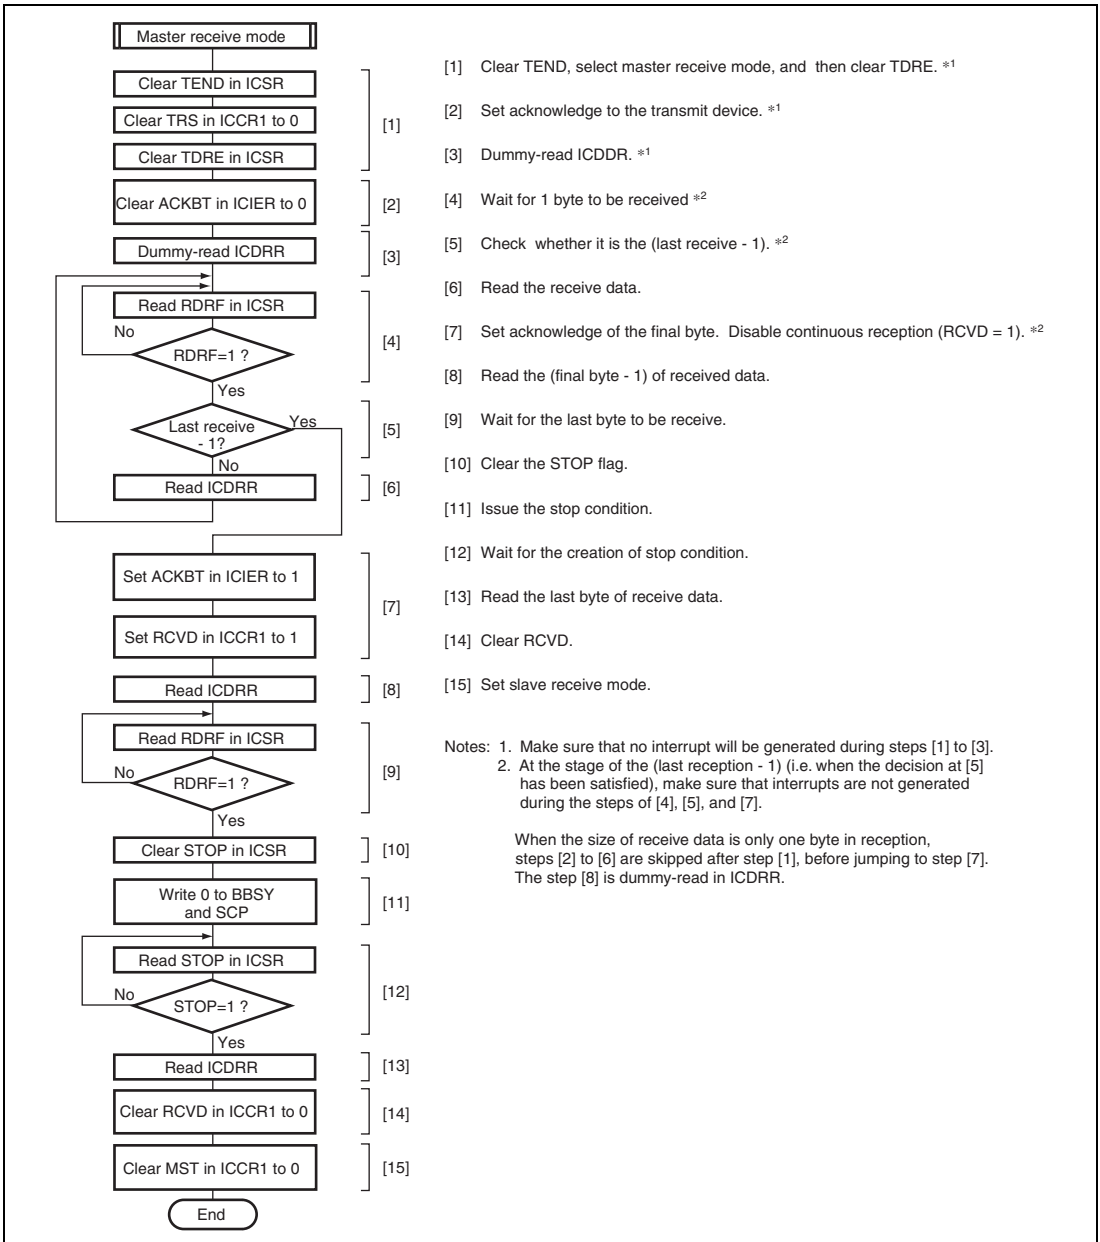 Master receive mode
Clear TEND in ICSR
Clear TRS in ICCR1 to 0
Clear TDRE in ICSR
[1]
Clear ACKBT in ICIER to 0
[2]
Dummy-read ICDRR
[3]
Read RDRF in ICSR
No
RDRF=1 ?
[4]
Yes
Last receive
- 1?
Yes
[5]
No
Read ICDRR
[6]
Set ACKBT in ICIER to 1
[7]
Set RCVD in ICCR1 to 1
Read ICDRR
[8]
Read RDRF in ICSR
No
RDRF=1 ?
[9]
Yes
Clear STOP in ICSR
[10]
Write 0 to BBSY
and SCP
[11]
Read STOP in ICSR
No
STOP=1 ?
[12]
Yes
Read ICDRR
[13]
Clear RCVD in ICCR1 to 0
[14]
Clear MST in ICCR1 to 0
[15]
End
[1] Clear TEND, select master receive mode, and then clear TDRE. *1
[2] Set acknowledge to the transmit device. *1
[3] Dummy-read ICDDR. *1
[4] Wait for 1 byte to be received *2
[5] Check whether it is the (last receive - 1). *2
[6] Read the receive data.
[7] Set acknowledge of the final byte. Disable continuous reception (RCVD = 1). *2
[8] Read the (final byte - 1) of received data.
[9] Wait for the last byte to be receive.
[10] Clear the STOP flag.
[11] Issue the stop condition.
[12] Wait for the creation of stop condition.
[13] Read the last byte of receive data.
[14] Clear RCVD.
[15] Set slave receive mode.
Notes: 1. Make sure that no interrupt will be generated during steps [1] to [3].
2. At the stage of the (last reception - 1) (i.e. when the decision at [5]
has been satisfied), make sure that interrupts are not generated
during the steps of [4], [5], and [7].
When the size of receive data is only one byte in reception,
steps [2] to [6] are skipped after step [1], before jumping to step [7].
The step [8] is dummy-read in ICDRR.